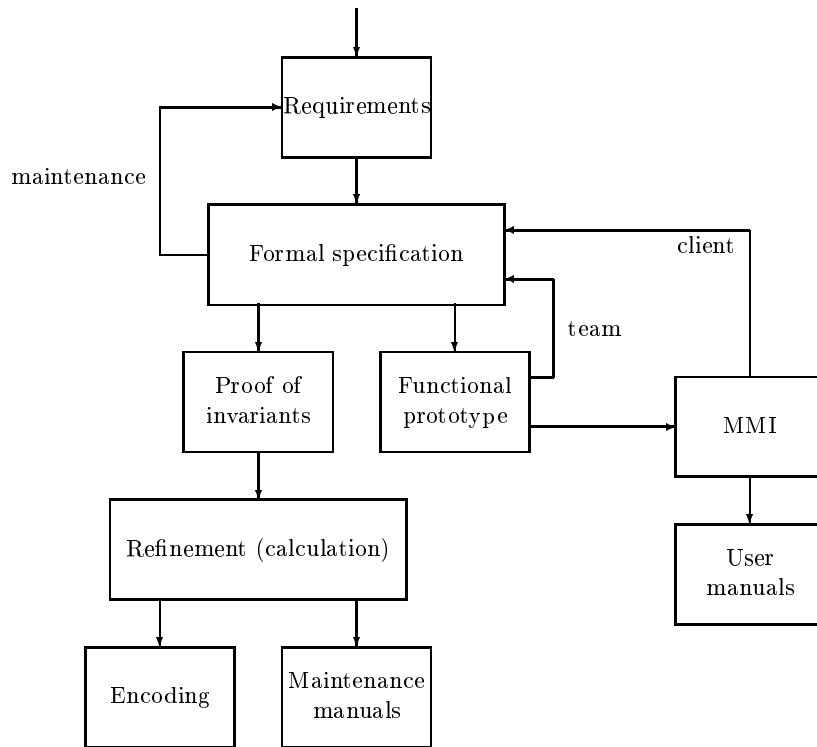 Requirements
maintenance
Formal specification
client
team
Proof of
invariants
Functional
prototype
MMI
Refinement (calculation)
User
manuals
Encoding
Maintenance
manuals